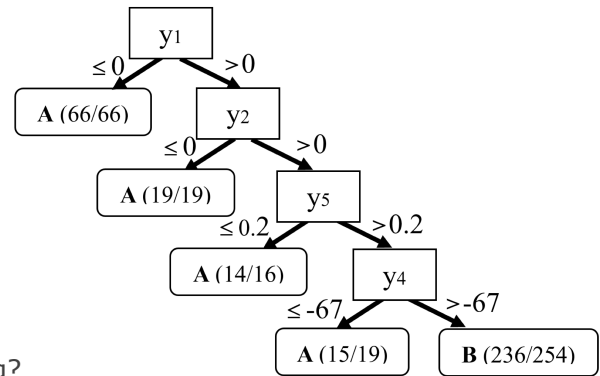 y1
≤ 0 >0
A (66/66)
y2
≤ 0 >0
A (19/19)
y5
≤ 0.2 >0.2
A (14/16)
y4
≤ -67 >-67
A (15/19)
B (236/254)